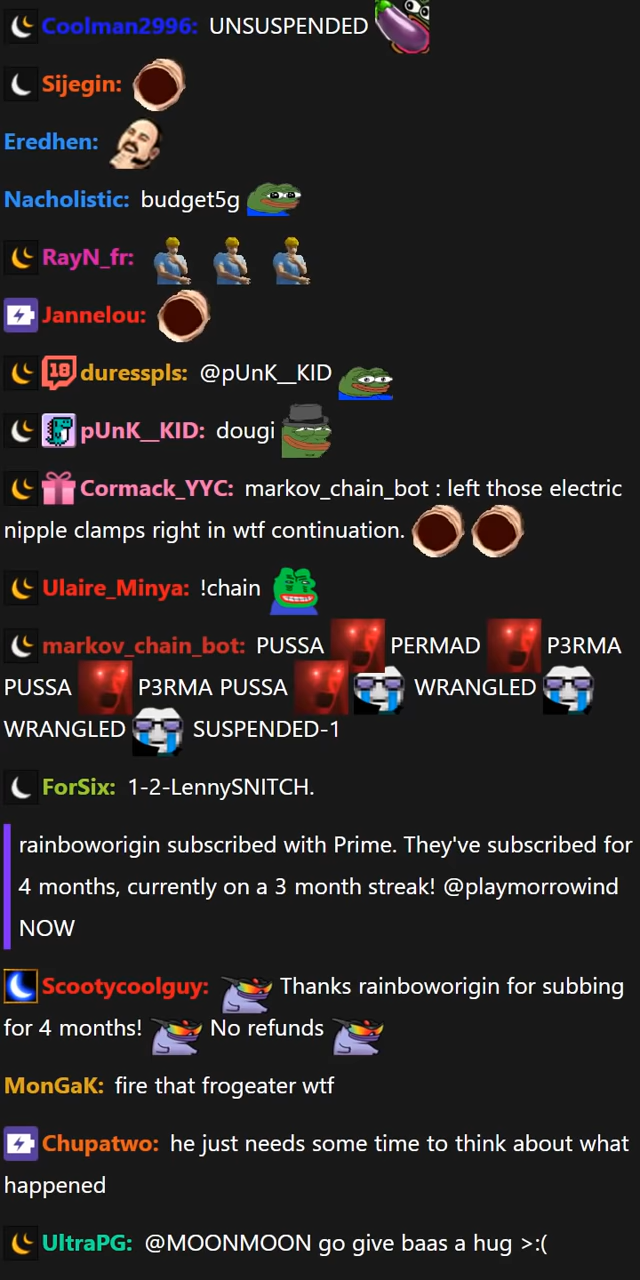 Coolman2996: UNSUSPENDED
Sijegin:
Eredhen:
Nacholistic: budget5g
RayN_fr:
Jannelou:
18 duresspls: @pUnK__KID
pUnK__KID: dougi
Cormack_YYC: markov_chain_bot : left those electric
nipple clamps right in wtf continuation.
Ulaire_Minya: !chain
markov_chain_bot: PUSSA PERMAD P3RMA
PUSSA P3RMA PUSSA WRANGLED
WRANGLED SUSPENDED-1
ForSix: 1-2-LennySNITCH.
rainboworigin subscribed with Prime. They've subscribed for
4 months, currently on a 3 month streak! @playmorrowind
NOW
Scootycoolguy: Thanks rainboworigin for subbing
for 4 months! No refunds
MonGaK: fire that frogeater wtf
Chupatwo: he just needs some time to think about what
happened
UltraPG: @MOONMOON go give baas a hug >:(